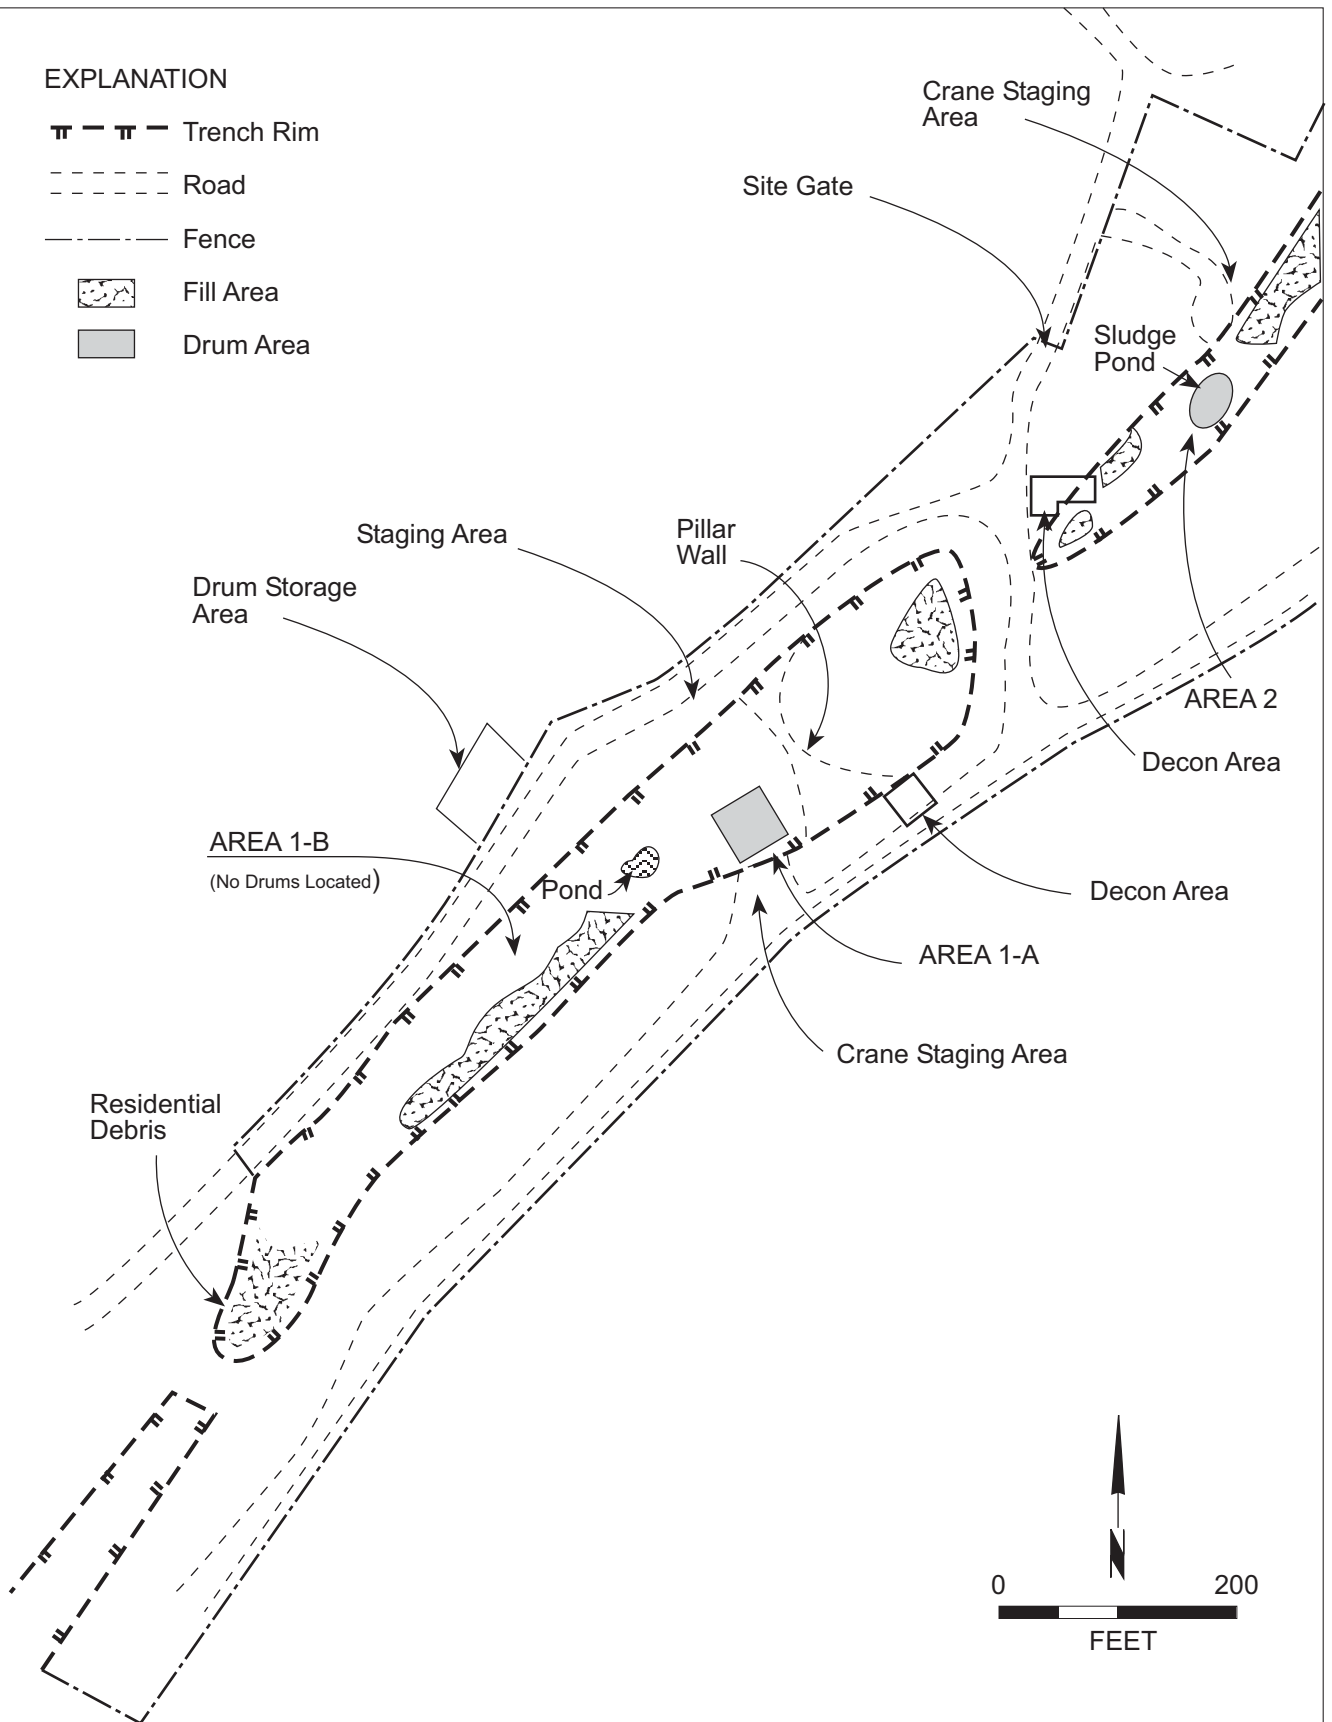 EXPLANATION
Trench Rim
Road
Fence
Fill Area
Drum Area
Crane Staging
Area
Site Gate
Sludge
Pond
Staging Area
Pillar
Wall
Drum Storage
Area
AREA 2
Decon Area
AREA 1-B
(No Drums Located)
Pond
Decon Area
AREA 1-A
Crane Staging Area
Residential
Debris
N
0 200
FEET